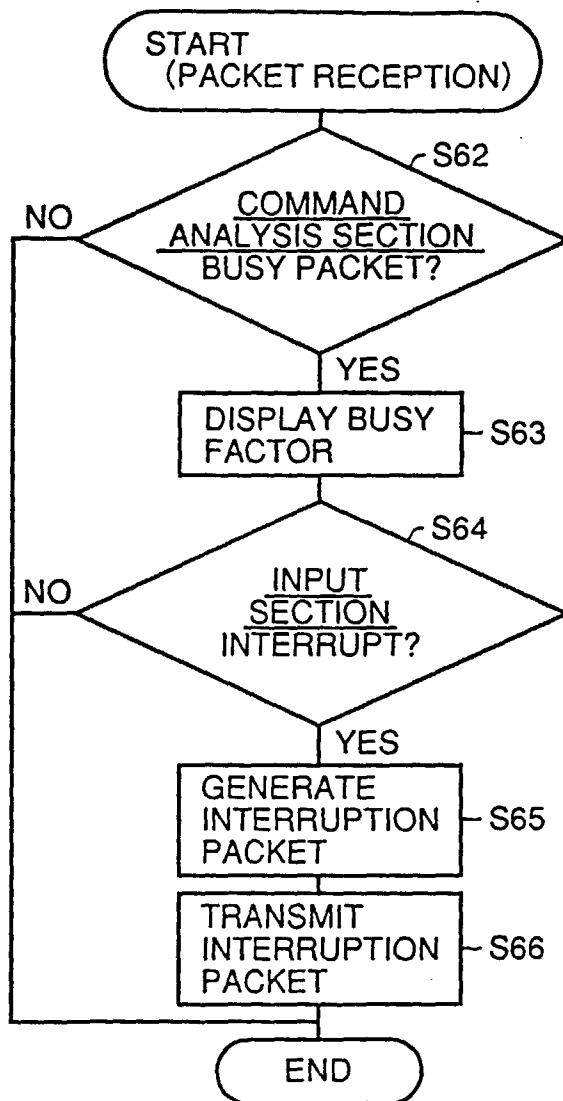 START
(PACKET RECEPTION)
S62
NO
COMMAND
ANALYSIS SECTION
BUSY PACKET?
YES
DISPLAY BUSY
FACTOR
S63
S64
NO
INPUT
SECTION
INTERRUPT?
YES
GENERATE
INTERRUPTION
PACKET
S65
TRANSMIT
INTERRUPTION
PACKET
S66
END